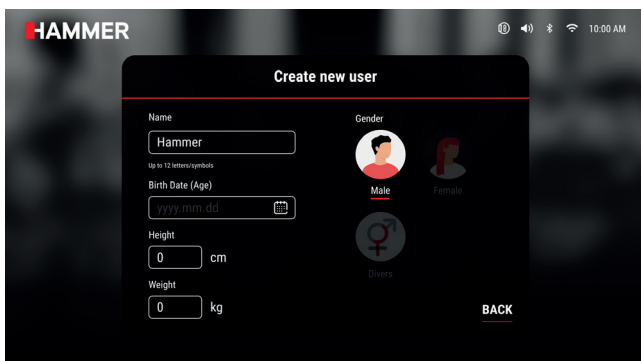 HAMMER
10:00 AM
Create new user
Name
Hammer
Up to 12 letters/symbols
Birth Date (Age)
yyyy.mm.dd
Height
0 cm
Weight
0 kg
Gender
Male
Female
Divers
BACK